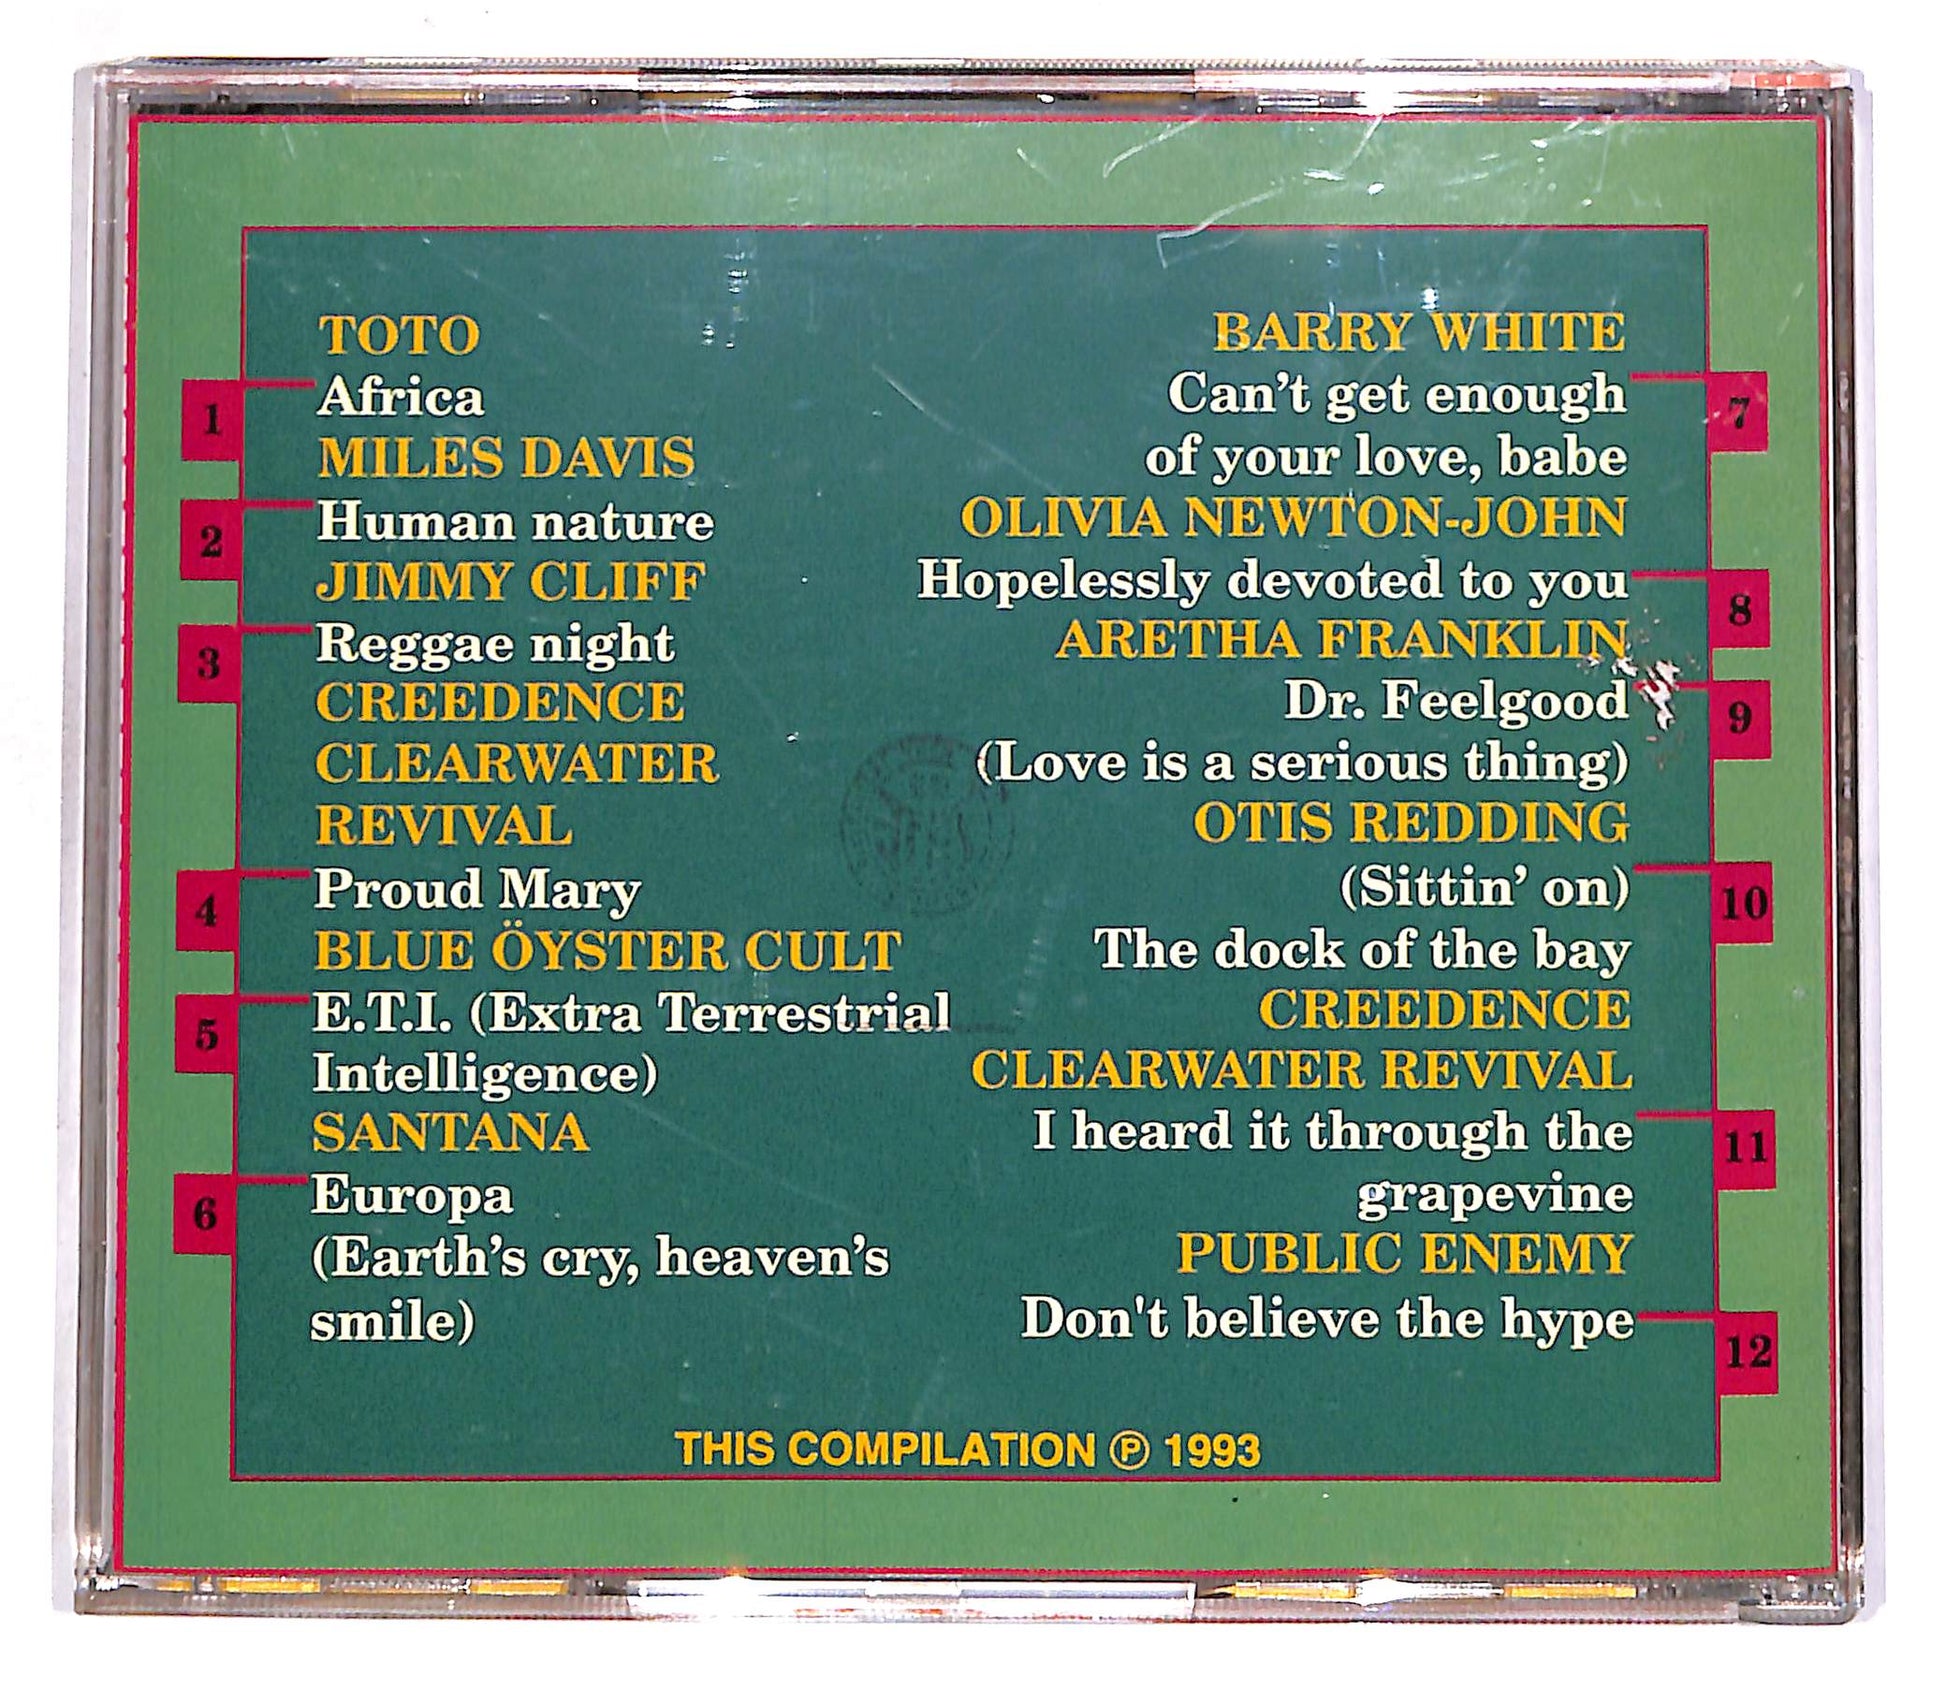 TOTO
1 Africa
MILES DAVIS
2 Human nature
JIMMY CLIFF
3 Reggae night
CREEDENCE
CLEARWATER
REVIVAL
4 Proud Mary
BLUE ÖYSTER CULT
5 E.T.I. (Extra Terrestrial
Intelligence)
SANTANA
6 Europa
(Earth's cry, heaven's
smile)
BARRY WHITE
Can't get enough 7
of your love, babe
OLIVIA NEWTON-JOHN
Hopelessly devoted to you 8
ARETHA FRANKLIN
Dr. Feelgood 9
(Love is a serious thing)
OTIS REDDING
(Sittin' on) 10
The dock of the bay
CREEDENCE
CLEARWATER REVIVAL
I heard it through the 11
grapevine
PUBLIC ENEMY
Don't believe the hype 12
THIS COMPILATION ℗ 1993